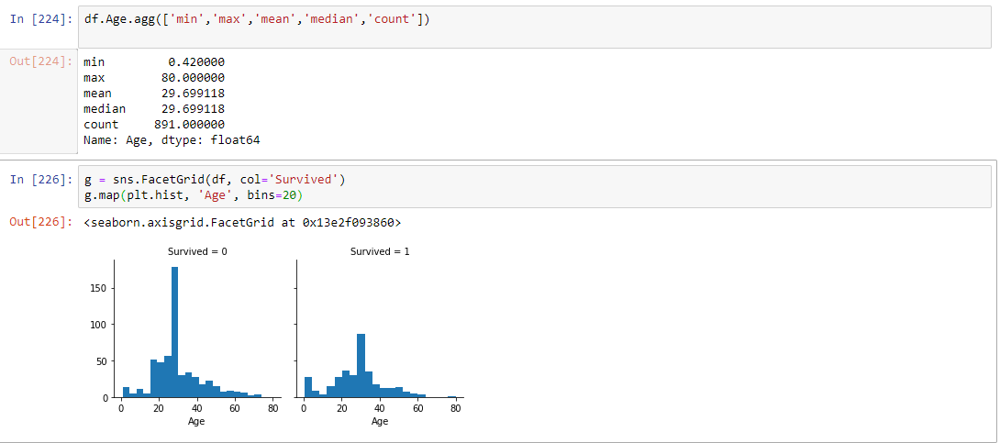 In [224]: df.Age.agg(['min','max','mean','median','count'])
Out[224]: min 0.420000
max 80.000000
mean 29.699118
median 29.699118
count 891.000000
Name: Age, dtype: float64
In [226]: g = sns.FacetGrid(df, col='Survived')
g.map(plt.hist, 'Age', bins=20)
Out[226]: <seaborn.axisgrid.FacetGrid at 0x13e2f093860>
Survived = 0 Survived = 1
150
100
50
0
0 20 40 60 80 0 20 40 60 80
Age Age